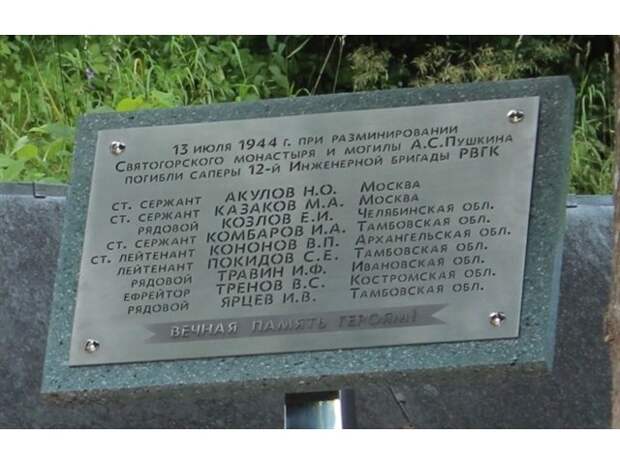 13 июля 1944 г. при разминировании
Святогорского монастыря и могилы А.С.Пушкина
погибли саперы 12-й Инженерной бригады РВГК
ст. сержант АКУЛОВ Н.О. Москва
ст. сержант КАЗАКОВ М.А. Москва
рядовой КОЗЛОВ Е.И. Челябинская обл.
ст. сержант КОМБАРОВ И.А. Тамбовская обл.
ст. лейтенант КОНОНОВ В.П. Архангельская обл.
лейтенант ПОКИДОВ С.Е. Тамбовская обл.
рядовой ТРАВИН И.Ф. Ивановская обл.
ефрейтор ТРЕНОВ В.С. Костромская обл.
рядовой ЯРЦЕВ И.В. Тамбовская обл.
ВЕЧНАЯ ПАМЯТЬ ГЕРОЯМ!